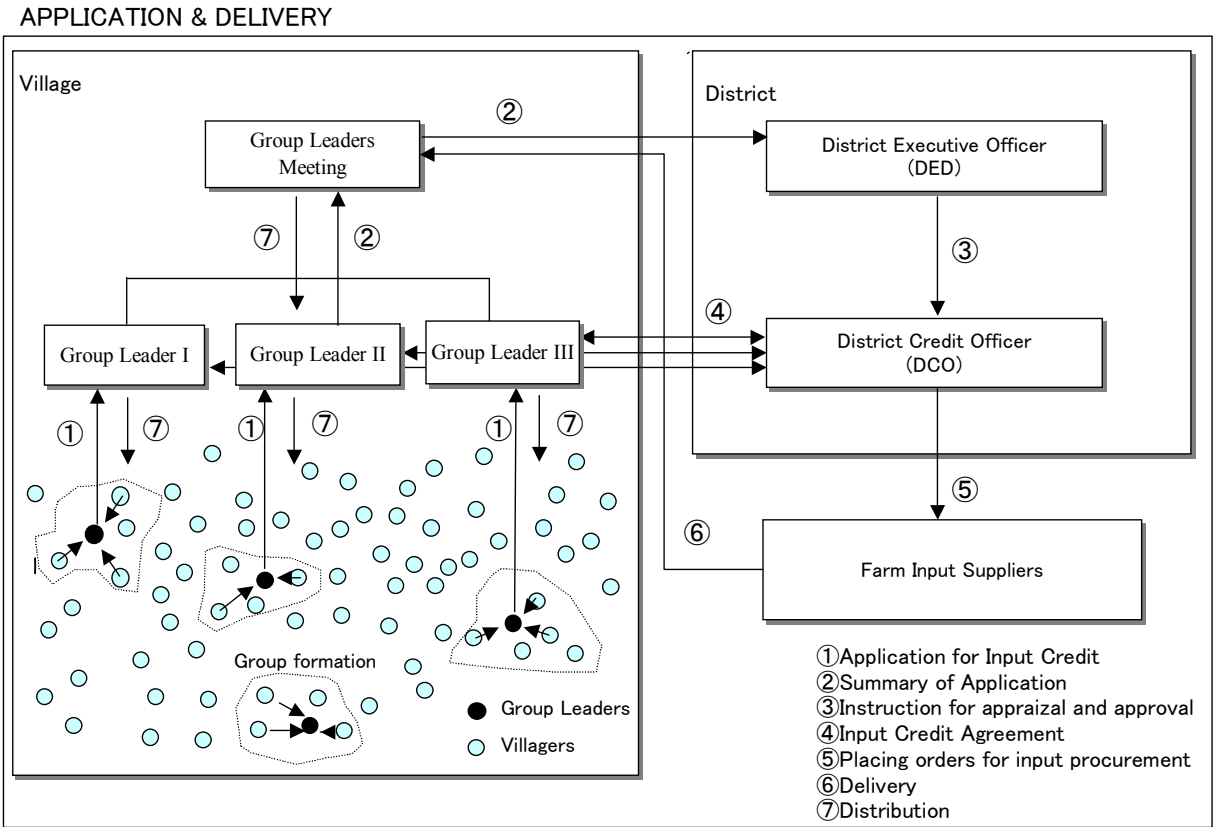 APPLICATION & DELIVERY
Village
District
Group Leaders
Meeting
②
District Executive Officer
(DED)
⑦
②
③
④
Group Leader I
Group Leader II
Group Leader III
District Credit Officer
(DCO)
①
⑦
①
⑦
①
⑦
⑤
⑥
Farm Input Suppliers
Group formation
Group Leaders
Villagers
①Application for Input Credit
②Summary of Application
③Instruction for appraizal and approval
④Input Credit Agreement
⑤Placing orders for input procurement
⑥Delivery
⑦Distribution